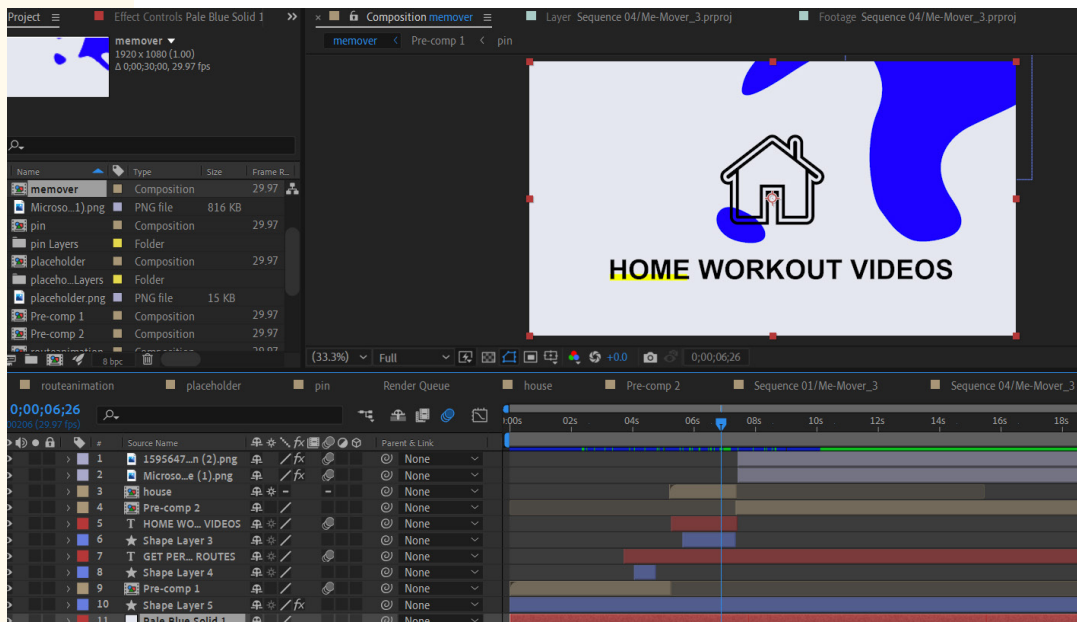 Project
Effect Controls Pale Blue Solid 1
Composition memover
Layer Sequence 04/Me-Mover_3.prproj
Footage Sequence 04/Me-Mover_3.prproj
memover
1920 x 1080 (1.00)
Δ 0;00;30;00, 29.97 fps
memover Pre-comp 1 pin
HOME WORKOUT VIDEOS
Name Type Size Frame R...
memover Composition 29.97
Microso...1).png PNG file 816 KB
pin Composition 29.97
pin Layers Folder
placeholder Composition 29.97
placeho...Layers Folder
placeholder.png PNG file 15 KB
Pre-comp 1 Composition 29.97
Pre-comp 2 Composition 29.97
routeanimation Composition 29.97
8 bpc
(33.3%) Full +0.0 0;00;06;26
routeanimation placeholder pin Render Queue house Pre-comp 2 Sequence 01/Me-Mover_3 Sequence 04/Me-Mover_3
0;00;06;26
00206 (29.97 fps)
:00s 02s 04s 06s 08s 10s 12s 14s 16s 18s
# Source Name fx Parent & Link
1 1595647...n (2).png fx None
2 Microso...e (1).png fx None
3 house None
4 Pre-comp 2 None
5 T HOME WO... VIDEOS None
6 Shape Layer 3 None
7 T GET PER... ROUTES None
8 Shape Layer 4 None
9 Pre-comp 1 None
10 Shape Layer 5 fx None
11 Pale Blue Solid 1 None